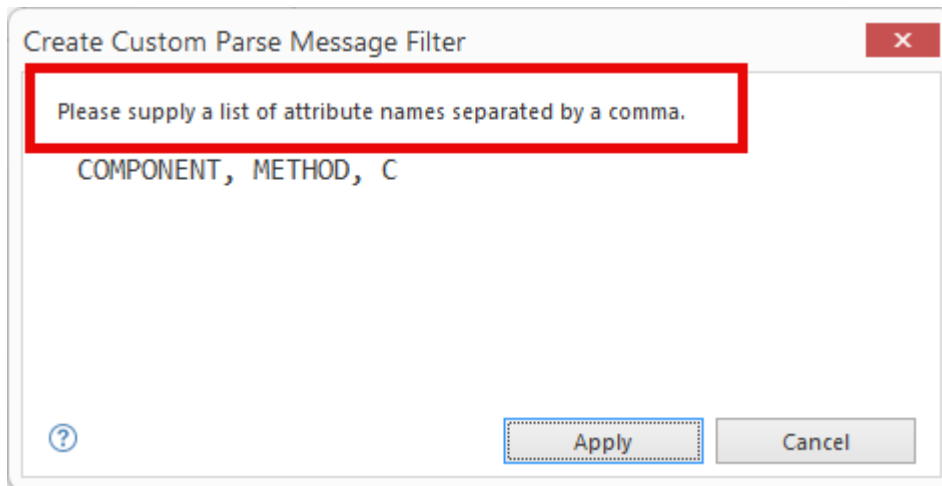 Create Custom Parse Message Filter
Please supply a list of attribute names separated by a comma.
COMPONENT, METHOD, C
?
Apply
Cancel